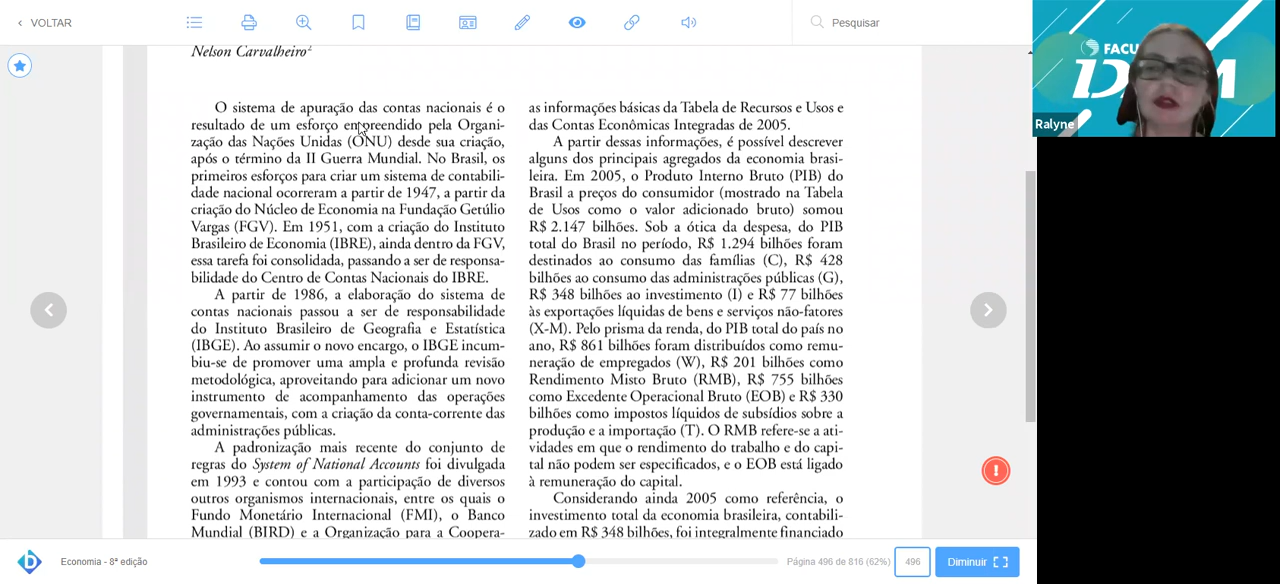 VOLTAR
Pesquisar
Nelson Carvalheiro²
O sistema de apuração das contas nacionais é o
resultado de um esforço empreendido pela Organi-
zação das Nações Unidas (ONU) desde sua criação,
após o término da II Guerra Mundial. No Brasil, os
primeiros esforços para criar um sistema de contabili-
dade nacional ocorreram a partir de 1947, a partir da
criação do Núcleo de Economia na Fundação Getúlio
Vargas (FGV). Em 1951, com a criação do Instituto
Brasileiro de Economia (IBRE), ainda dentro da FGV,
essa tarefa foi consolidada, passando a ser de responsa-
bilidade do Centro de Contas Nacionais do IBRE.
A partir de 1986, a elaboração do sistema de
contas nacionais passou a ser de responsabilidade
do Instituto Brasileiro de Geografia e Estatística
(IBGE). Ao assumir o novo encargo, o IBGE incum-
biu-se de promover uma ampla e profunda revisão
metodológica, aproveitando para adicionar um novo
instrumento de acompanhamento das operações
governamentais, com a criação da conta-corrente das
administrações públicas.
A padronização mais recente do conjunto de
regras do System of National Accounts foi divulgada
em 1993 e contou com a participação de diversos
outros organismos internacionais, entre os quais o
Fundo Monetário Internacional (FMI), o Banco
Mundial (BIRD) e a Organização para a Coopera-
as informações básicas da Tabela de Recursos e Usos e
das Contas Econômicas Integradas de 2005.
A partir dessas informações, é possível descrever
alguns dos principais agregados da economia brasi-
leira. Em 2005, o Produto Interno Bruto (PIB) do
Brasil a preços do consumidor (mostrado na Tabela
de Usos como o valor adicionado bruto) somou
R$ 2.147 bilhões. Sob a ótica da despesa, do PIB
total do Brasil no período, R$ 1.294 bilhões foram
destinados ao consumo das famílias (C), R$ 428
bilhões ao consumo das administrações públicas (G),
R$ 348 bilhões ao investimento (I) e R$ 77 bilhões
às exportações líquidas de bens e serviços não-fatores
(X-M). Pelo prisma da renda, do PIB total do país no
ano, R$ 861 bilhões foram distribuídos como remu-
neração de empregados (W), R$ 201 bilhões como
Rendimento Misto Bruto (RMB), R$ 755 bilhões
como Excedente Operacional Bruto (EOB) e R$ 330
bilhões como impostos líquidos de subsídios sobre a
produção e a importação (T). O RMB refere-se a ati-
vidades em que o rendimento do trabalho e do capi-
tal não podem ser especificados, e o EOB está ligado
à remuneração do capital.
Considerando ainda 2005 como referência, o
investimento total da economia brasileira, contabili-
zado em R$ 348 bilhões, foi integralmente financiado
FACU
Ralyne
Economia - 8ª edição
Página 496 de 816 (62%)
496
Diminuir